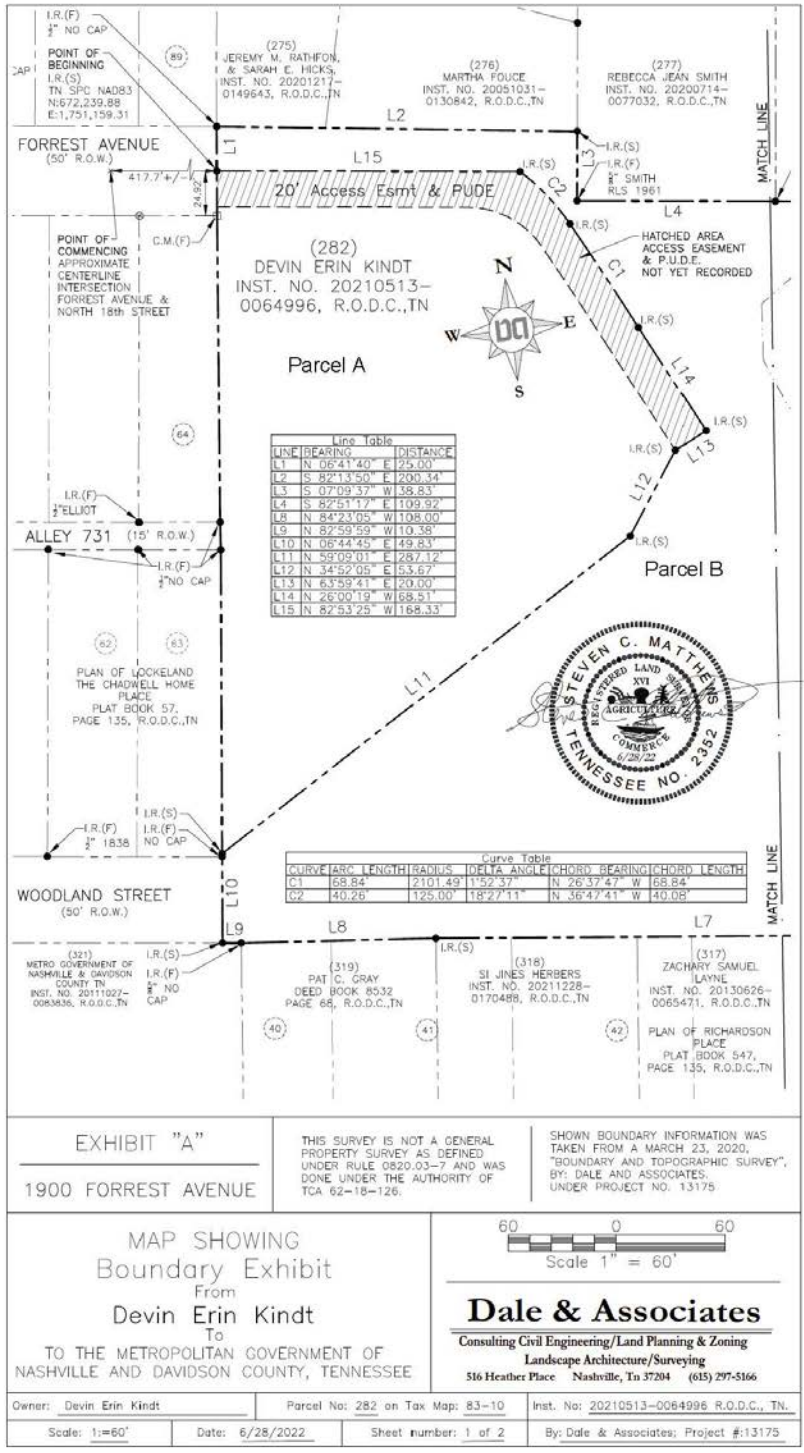 I.R.(F)
½" NO CAP
POINT OF
BEGINNING
I.R.(S)
TN SPC NAD83
N:672,239.88
E:1,751,159.31
CAP
89
(275)
JEREMY M. RATHFON,
& SARAH E. HICKS,
INST. NO. 20201217-
0149643, R.O.D.C.,TN
(276)
MARTHA FOUCE
INST. NO. 20051031-
0130842, R.O.D.C.,TN
(277)
REBECCA JEAN SMITH
INST. NO. 20200714-
0077032, R.O.D.C.,TN
MATCH LINE
FORREST AVENUE
(50' R.O.W.)
L1
L2
L3
I.R.(S)
I.R.(F)
⅝" SMITH
RLS 1961
L4
417.7'+/-
24.92'
L15
I.R.(S)
C2
20' Access Esmt & PUDE
I.R.(S)
C.M.(F)
POINT OF
COMMENCING
APPROXIMATE
CENTERLINE
INTERSECTION
FORREST AVENUE &
NORTH 18th STREET
(282)
DEVIN ERIN KINDT
INST. NO. 20210513-
0064996, R.O.D.C.,TN
HATCHED AREA
ACCESS EASEMENT
& P.U.D.E.
NOT YET RECORDED
C1
N
W
E
S
Parcel A
I.R.(S)
L14
64
I.R.(S)
I.R.(S)
L13
L12
Line Table
LINE BEARING DISTANCE
L1 N 06°41'40" E 25.00'
L2 S 82°13'50" E 200.34'
L3 S 07°09'37" W 38.83'
L4 S 82°51'17" E 109.92'
L8 N 84°23'05" W 108.00'
L9 N 82°59'59" W 10.38'
L10 N 06°44'45" E 49.83'
L11 N 59°09'01" E 287.12'
L12 N 34°52'05" E 53.67'
L13 N 63°59'41" E 20.00'
L14 N 26°00'19" W 68.51'
L15 N 82°53'25" W 168.33'
I.R.(F)
½"ELLIOT
ALLEY 731 (15' R.O.W.)
I.R.(F)
½"NO CAP
I.R.(S)
Parcel B
62
63
PLAN OF LOCKELAND
THE CHADWELL HOME
PLACE
PLAT BOOK 57,
PAGE 135, R.O.D.C.,TN
L11
STEVEN C. MATTHEWS
REGISTERED LAND SURVEYOR
XVI
AGRICULTURE
COMMERCE
6/28/22
TENNESSEE NO. 2352
I.R.(S)
I.R.(F)
NO CAP
I.R.(F)
½" 1838
Curve Table
CURVE ARC LENGTH RADIUS DELTA ANGLE CHORD BEARING CHORD LENGTH
C1 68.84' 2101.49' 1°52'37" N 26°37'47" W 68.84'
C2 40.26' 125.00' 18°27'11" N 36°47'41" W 40.08'
WOODLAND STREET
(50' R.O.W.)
L10
L9
L8
L7
MATCH LINE
(321)
METRO GOVERNMENT OF
NASHVILLE & DAVIDSON
COUNTY TN
INST. NO. 20111027-
0083836, R.O.D.C.,TN
I.R.(S)
I.R.(F)
⅝" NO
CAP
(319)
PAT C. GRAY
DEED BOOK 8532
PAGE 68, R.O.D.C.,TN
I.R.(S)
(318)
SI JINES HERBERS
INST. NO. 20211228-
0170488, R.O.D.C.,TN
(317)
ZACHARY SAMUEL
LAYNE
INST. NO. 20130626-
0065471, R.O.D.C.,TN
40
41
42
PLAN OF RICHARDSON
PLACE
PLAT BOOK 547,
PAGE 135, R.O.D.C.,TN
EXHIBIT "A"
1900 FORREST AVENUE
THIS SURVEY IS NOT A GENERAL
PROPERTY SURVEY AS DEFINED
UNDER RULE 0820.03-7 AND WAS
DONE UNDER THE AUTHORITY OF
TCA 62-18-126.
SHOWN BOUNDARY INFORMATION WAS
TAKEN FROM A MARCH 23, 2020,
"BOUNDARY AND TOPOGRAPHIC SURVEY",
BY: DALE AND ASSOCIATES.
UNDER PROJECT NO. 13175
MAP SHOWING
Boundary Exhibit
From
Devin Erin Kindt
To
TO THE METROPOLITAN GOVERNMENT OF
NASHVILLE AND DAVIDSON COUNTY, TENNESSEE
60 0 60
Scale 1" = 60'
Dale & Associates
Consulting Civil Engineering/Land Planning & Zoning
Landscape Architecture/Surveying
516 Heather Place Nashville, Tn 37204 (615) 297-5166
Owner: Devin Erin Kindt
Parcel No: 282 on Tax Map: 83-10
Inst. No: 20210513-0064996 R.O.D.C., TN.
Scale: 1:=60'
Date: 6/28/2022
Sheet number: 1 of 2
By: Dale & Associates; Project #:13175